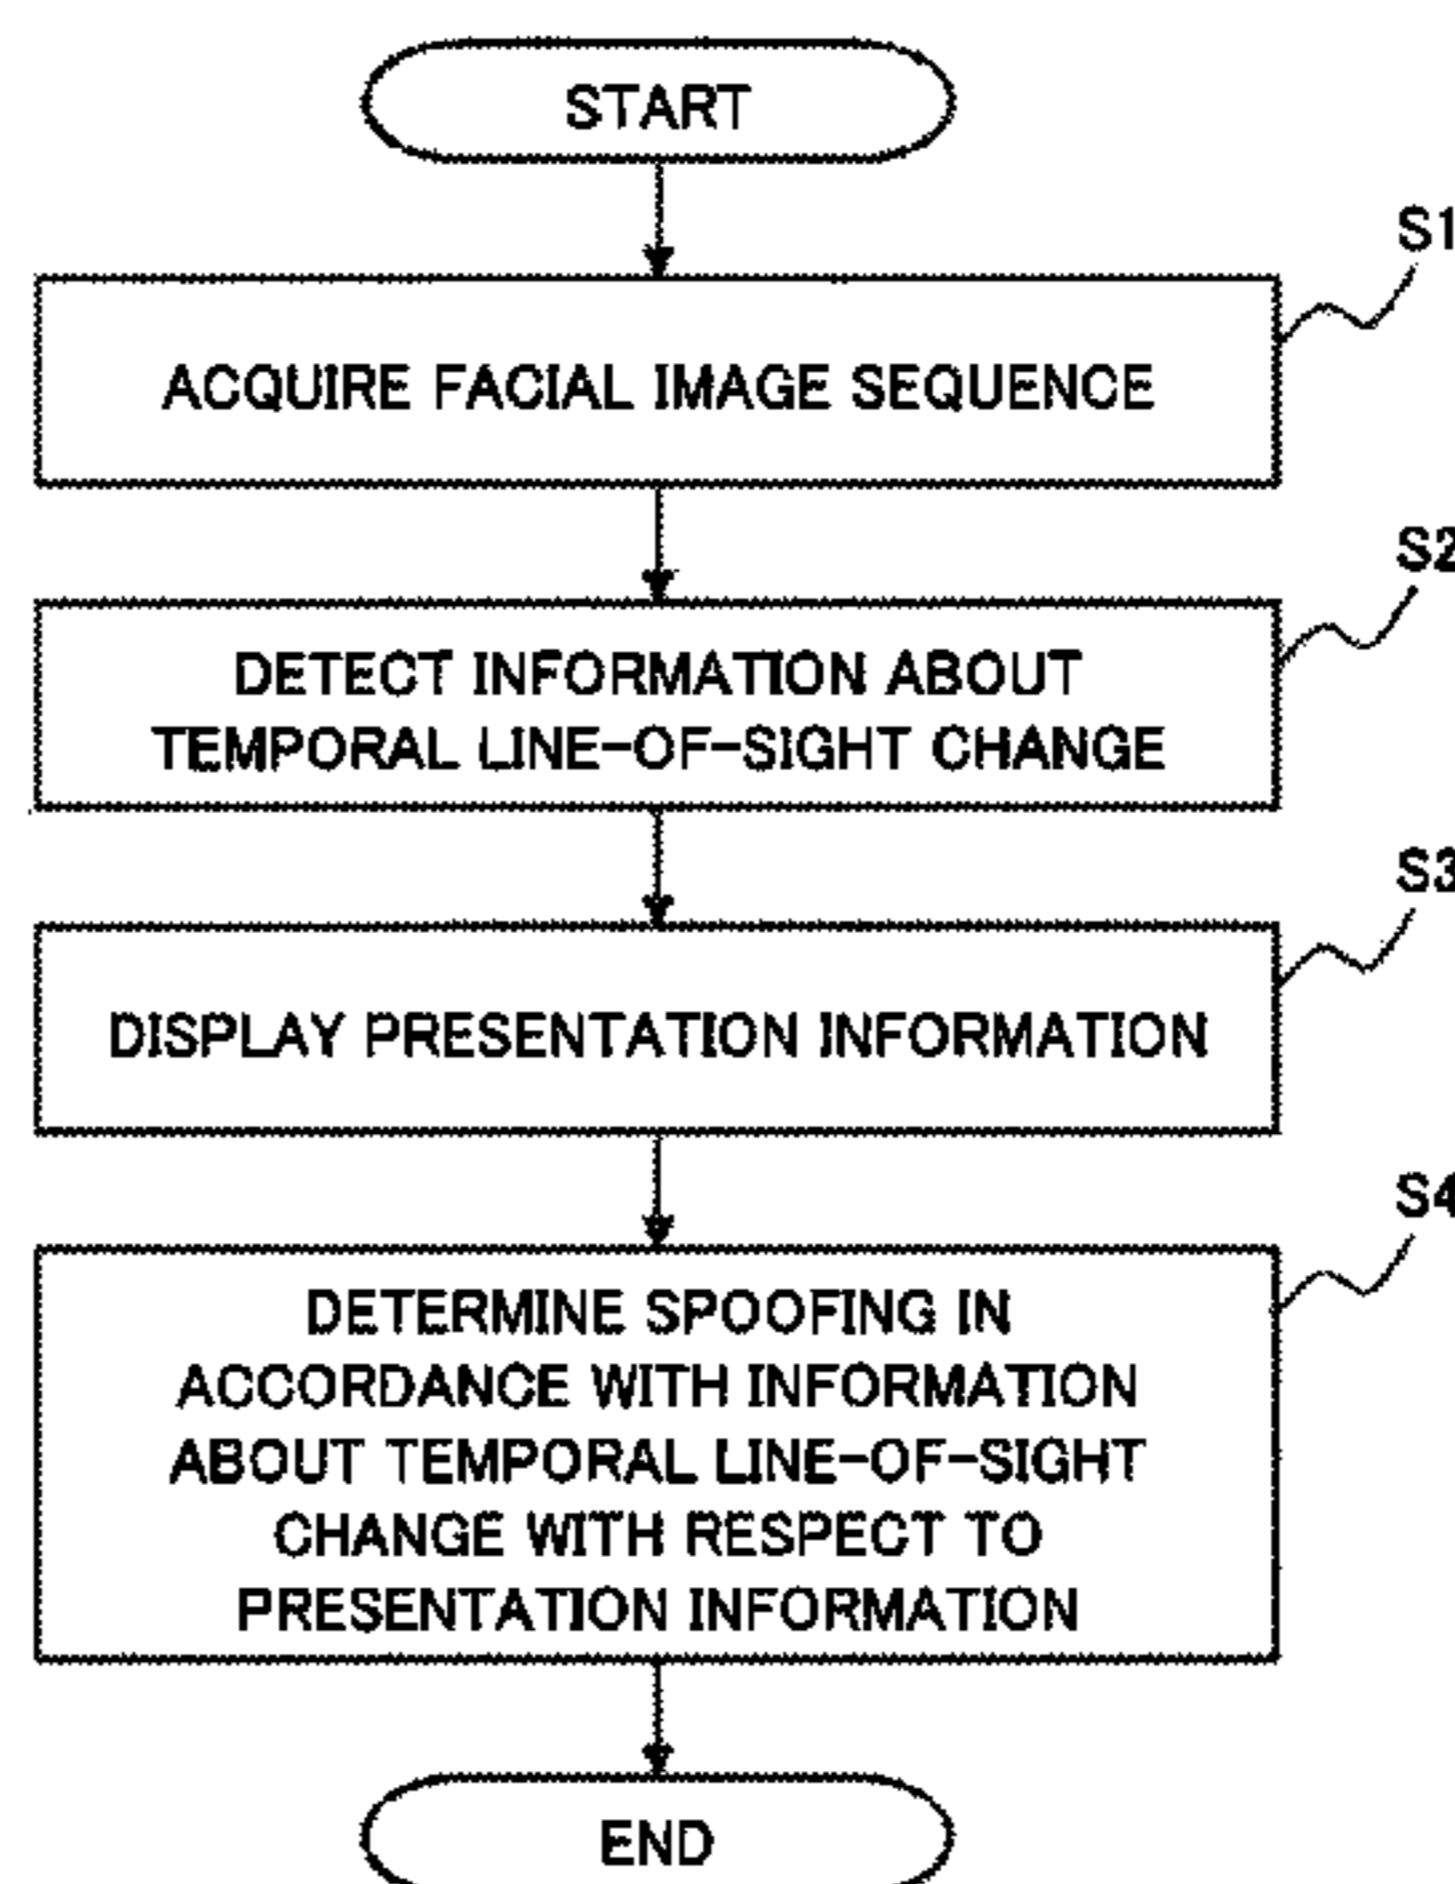 START
S1
ACQUIRE FACIAL IMAGE SEQUENCE
S2
DETECT INFORMATION ABOUT
TEMPORAL LINE-OF-SIGHT CHANGE
S3
DISPLAY PRESENTATION INFORMATION
S4
DETERMINE SPOOFING IN
ACCORDANCE WITH INFORMATION
ABOUT TEMPORAL LINE-OF-SIGHT
CHANGE WITH RESPECT TO
PRESENTATION INFORMATION
END